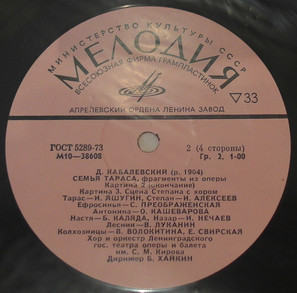 МИНИСТЕРСТВО КУЛЬТУРЫ СССР
МЕЛОДИЯ
ВСЕСОЮЗНАЯ ФИРМА ГРАМПЛАСТИНОК
АПРЕЛЕВСКИЙ ОРДЕНА ЛЕНИНА ЗАВОД
▽33
ГОСТ 5289-73
М10—38608
2 (4 стороны)
Гр. 2. 1-00
Д. КАБАЛЕВСКИЙ (р. 1904)
СЕМЬЯ ТАРАСА, фрагменты из оперы
Картина 2 (окончание)
Картина 3. Сцена Степана с хором
Тарас—И. ЯШУГИН, Степан—И. АЛЕКСЕЕВ
Ефросинья—С. ПРЕОБРАЖЕНСКАЯ
Антонина—О. КАШЕВАРОВА
Настя—Б. КАЛЯДА, Назар—И. НЕЧАЕВ
Лесник—В. ЛУКАНИН
Колхозницы—В. ВОЛОКИТИНА, Е. СВИРСКАЯ
Хор и оркестр Ленинградского
гос. театра оперы и балета
им. С. М. Кирова
Дирижер Б. ХАЙКИН